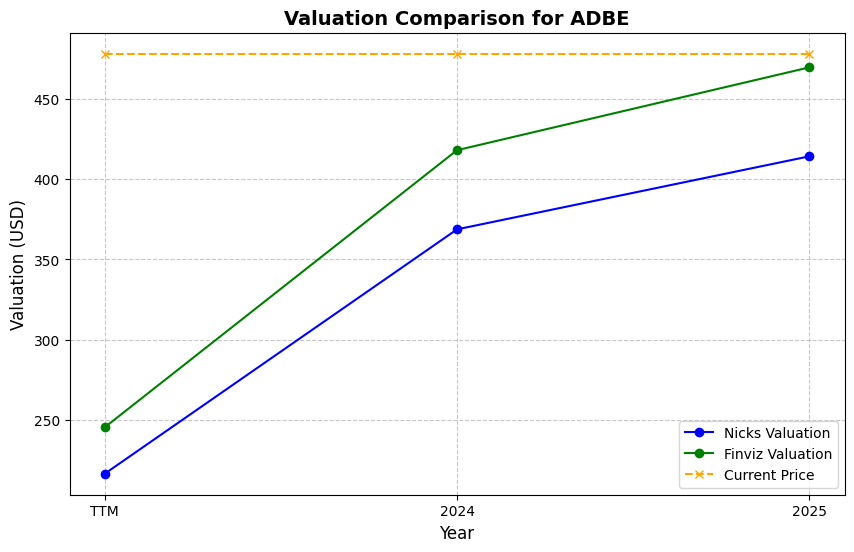 Valuation Comparison for ADBE
Valuation (USD)
450
400
350
300
250
TTM
2024
2025
Year
Nicks Valuation
Finviz Valuation
Current Price